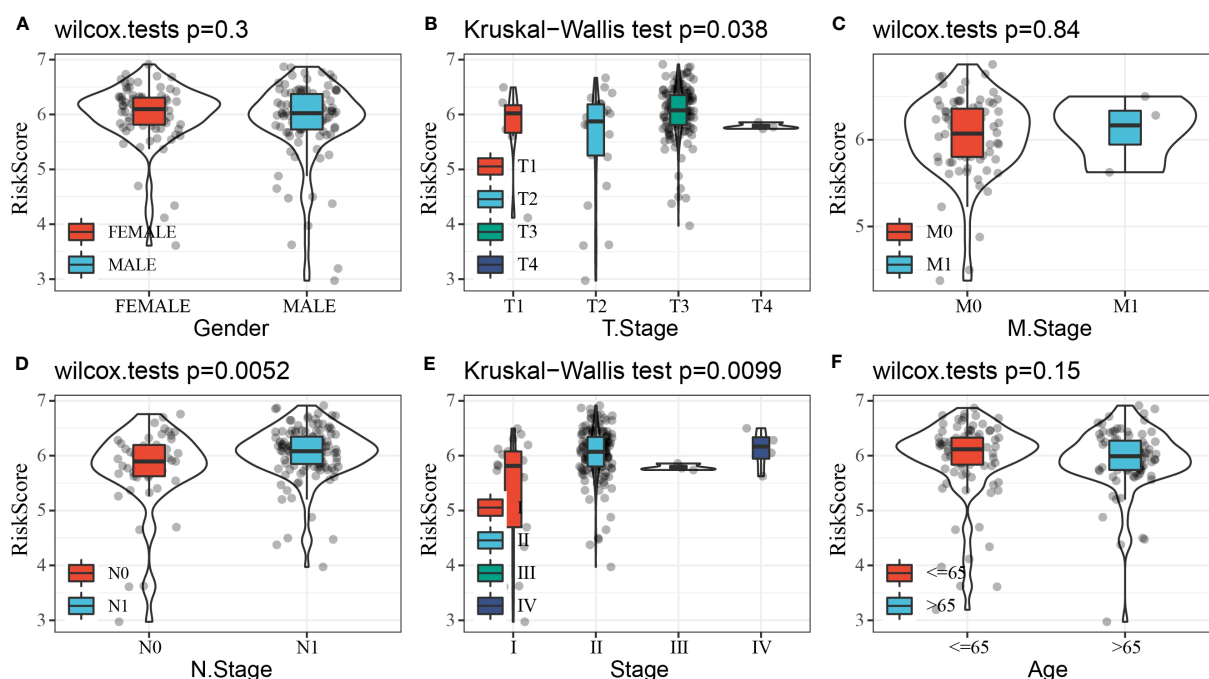 A wilcox.tests p=0.3
7
6
5
4
3
RiskScore
FEMALE
MALE
FEMALE MALE
Gender
B Kruskal−Wallis test p=0.038
7
6
5
4
3
RiskScore
T1
T2
T3
T4
T1 T2 T3 T4
T.Stage
C wilcox.tests p=0.84
6
5
RiskScore
M0
M1
M0 M1
M.Stage
D wilcox.tests p=0.0052
7
6
5
4
3
RiskScore
N0
N1
N0 N1
N.Stage
E Kruskal−Wallis test p=0.0099
7
6
5
4
3
RiskScore
I
II
III
IV
I II III IV
Stage
F wilcox.tests p=0.15
7
6
5
4
3
RiskScore
<=65
>65
<=65 >65
Age